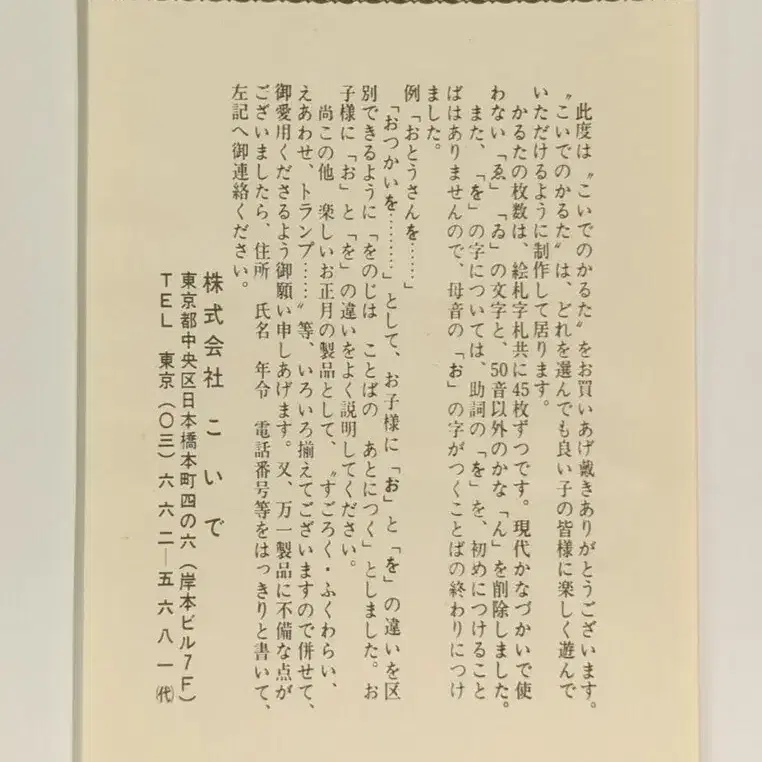 此度は〝こいでのかるた〟をお買いあげ戴きありがとうございます。
〝こいでのかるた〟は、どれを選んでも良い子の皆様に楽しく遊んで
いただけるように制作して居ります。
かるたの枚数は、絵札字札共に45枚ずつです。現代かなづかいで使
わない「ゑ」「ゐ」の文字と、50音以外のかな「ん」を削除しました。
また、「を」の字については、助詞の「を」を、初めにつけること
ばはありませんので、母音の「お」の字がつくことばの終わりにつけ
ました。
例「おとうさんを……」
「おつかいを………」として、お子様に「お」と「を」の違いを区
別できるように「をのじは ことばの あとにつく」としました。お
子様に「お」と「を」の違いをよく説明してください。
尚この他 楽しいお正月の製品として、〝すごろく・ふくわらい、
えあわせ、トランプ……〟等、いろいろ揃えてございますので併せて、
御愛用くださるよう御願い申しあげます。又、万一製品に不備な点が
ございましたら、住所 氏名 年令 電話番号等をはっきりと書いて、
左記へ御連絡ください。
株式会社こいで
東京都中央区日本橋本町四の六(岸本ビル7F)
TEL 東京(〇三)六六二―五六八一㈹